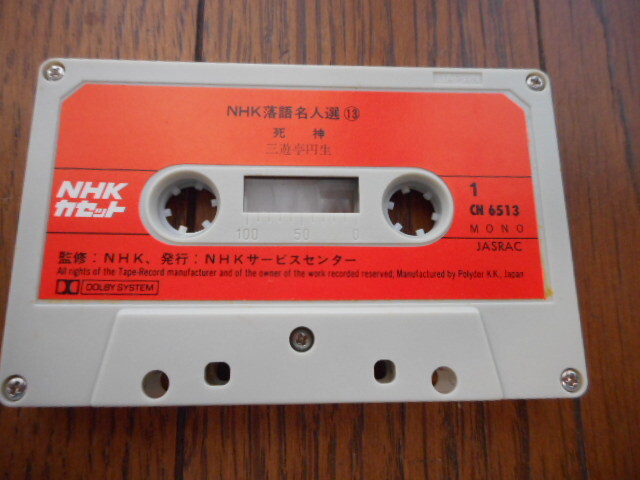 NHK落語名人選⑬
死神
三遊亭円生
NHK
カセット
1
CN 6513
MONO
JASRAC
100 50 0
監修:NHK、発行:NHKサービスセンター
All rights of the Tape-Record manufacturer and of the owner of the work recorded reserved; Manufactured by Polydor K.K., Japan
DOLBY SYSTEM